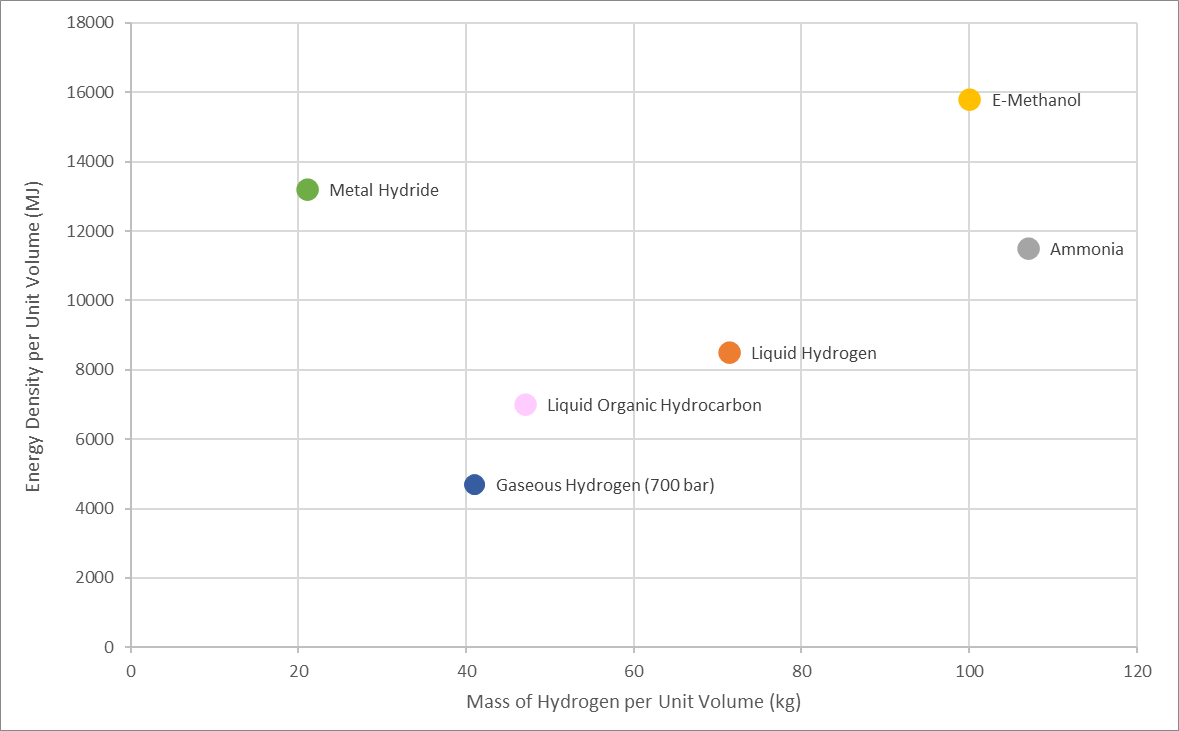 18000
16000
E-Methanol
14000
Metal Hydride
12000
Ammonia
10000
Liquid Hydrogen
8000
Liquid Organic Hydrocarbon
6000
Gaseous Hydrogen (700 bar)
4000
2000
0
Energy Density per Unit Volume (MJ)
0 20 40 60 80 100 120
Mass of Hydrogen per Unit Volume (kg)